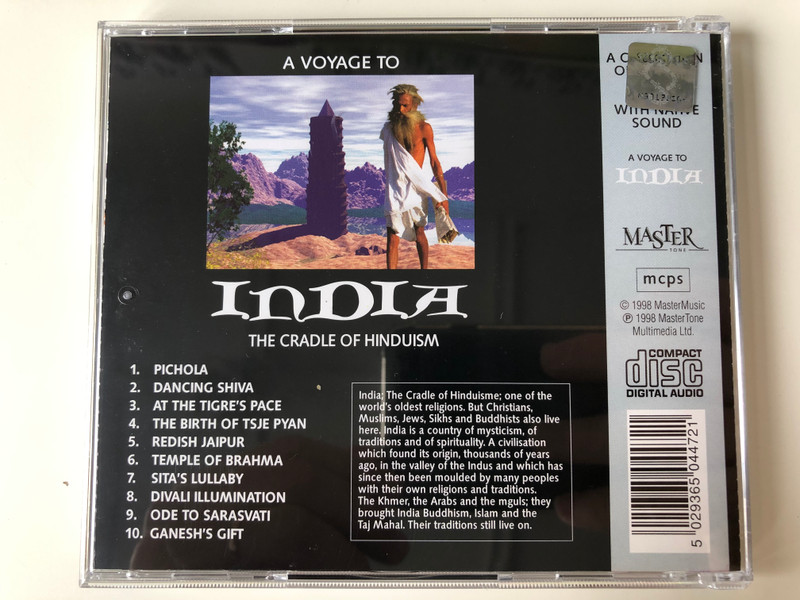 A VOYAGE TO
INDIA
THE CRADLE OF HINDUISM
1. PICHOLA
2. DANCING SHIVA
3. AT THE TIGRE'S PACE
4. THE BIRTH OF TSJE PYAN
5. REDISH JAIPUR
6. TEMPLE OF BRAHMA
7. SITA'S LULLABY
8. DIVALI ILLUMINATION
9. ODE TO SARASVATI
10. GANESH'S GIFT
India; The Cradle of Hinduisme; one of the
world's oldest religions. But Christians,
Muslims, Jews, Sikhs and Buddhists also live
here. India is a country of mysticism, of
traditions and of spirituality. A civilisation
which found its origin, thousands of years
ago, in the valley of the Indus and which has
since then been moulded by many peoples
with their own religions and traditions.
The Khmer, the Arabs and the mguls; they
brought India Buddhism, Islam and the
Taj Mahal. Their traditions still live on.
A
WITH NATIVE
SOUND
A VOYAGE TO
INDIA
MASTER
TONE
mcps
© 1998 MasterMusic
℗ 1998 MasterTone
Multimedia Ltd.
COMPACT
disc
DIGITAL AUDIO
5 029365 044721